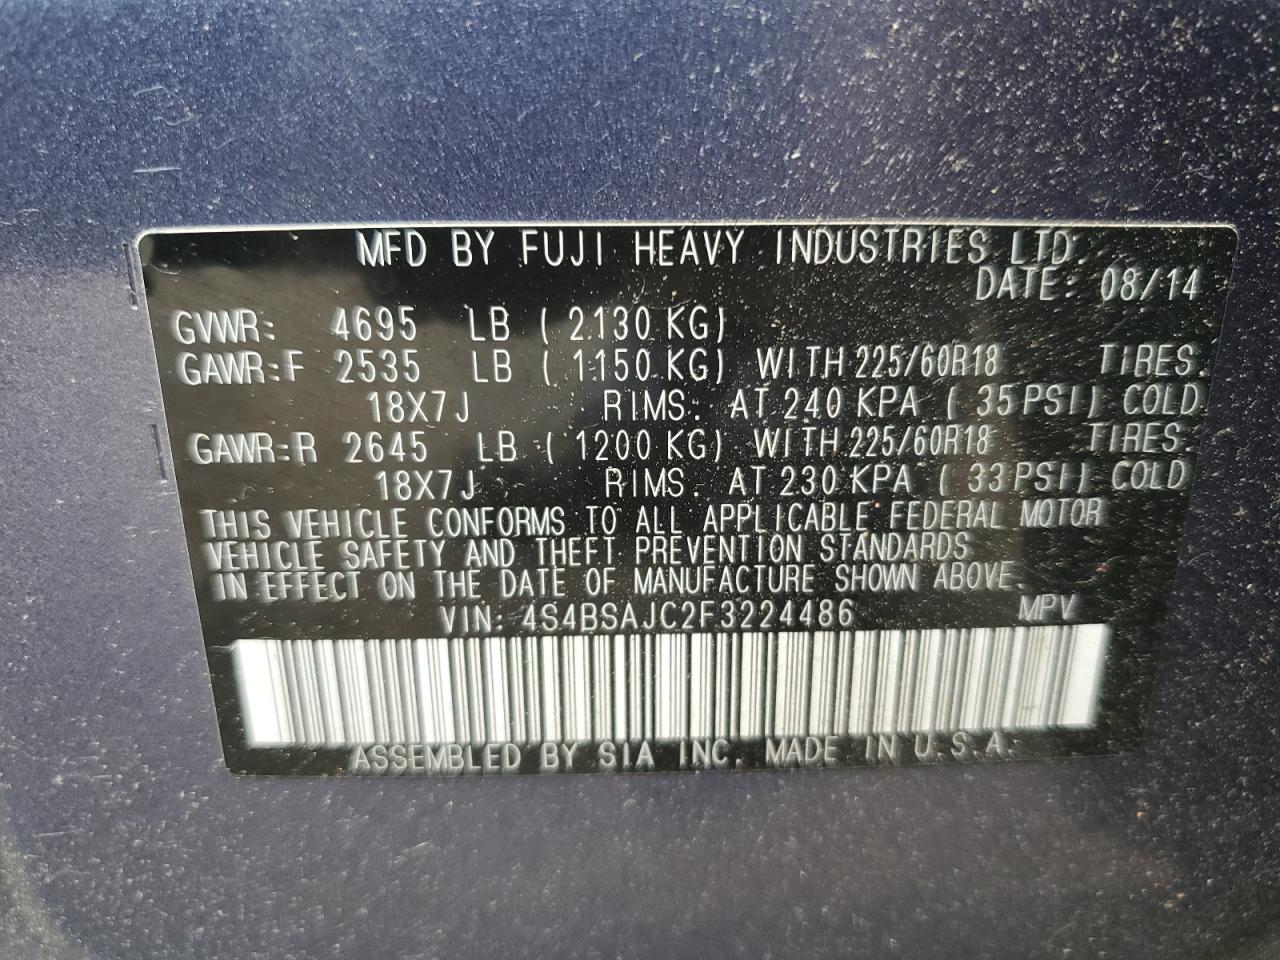 MFD BY FUJI HEAVY INDUSTRIES LTD.
DATE: 08/14
GVWR: 4695 LB ( 2130 KG)
GAWR:F 2535 LB ( 1150 KG) WITH 225/60R18 TIRES.
18X7J RIMS. AT 240 KPA ( 35 PSI) COLD
GAWR:R 2645 LB ( 1200 KG) WITH 225/60R18 TIRES
18X7J RIMS. AT 230 KPA ( 33 PSI) COLD
THIS VEHICLE CONFORMS TO ALL APPLICABLE FEDERAL MOTOR
VEHICLE SAFETY AND THEFT PREVENTION STANDARDS
IN EFFECT ON THE DATE OF MANUFACTURE SHOWN ABOVE.
VIN: 4S4BSAJC2F3224486 MPV
ASSEMBLED BY SIA INC. MADE IN U.S.A.